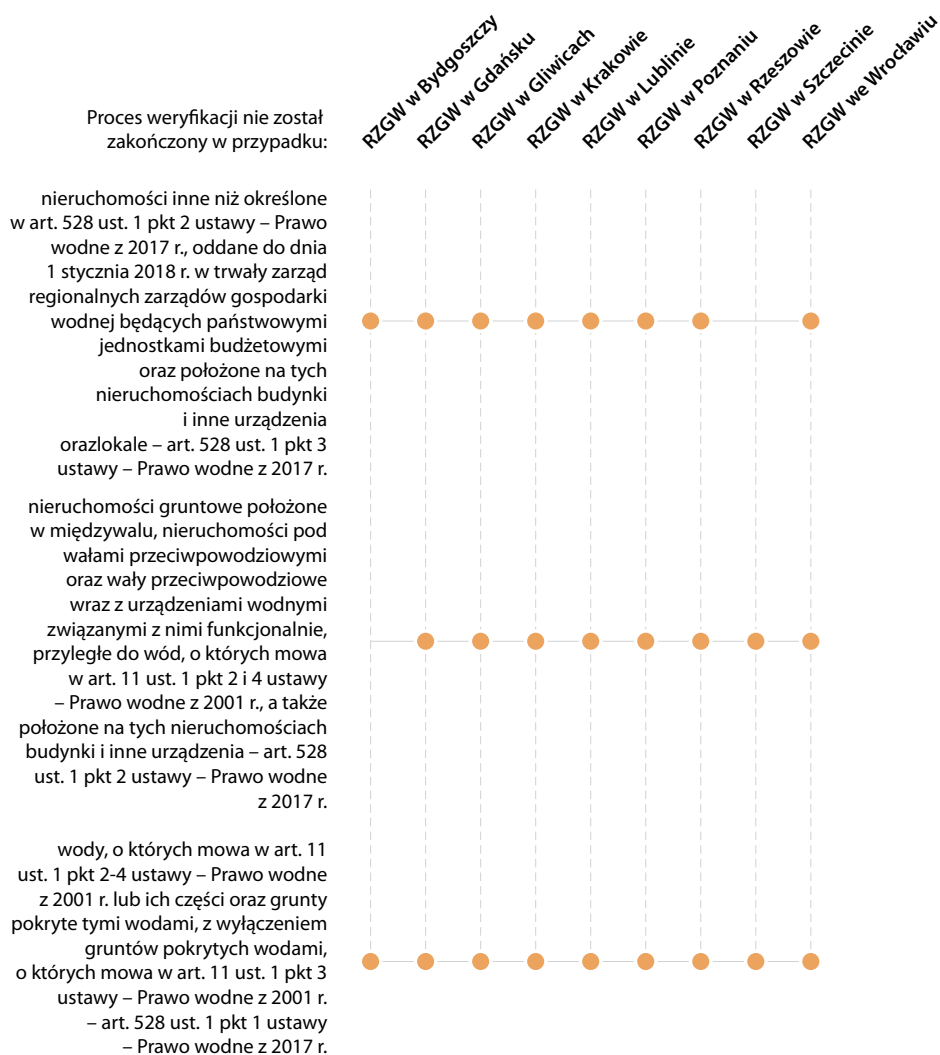 RZGW w Bydgoszczy
RZGW w Gdańsku
RZGW w Gliwicach
RZGW w Krakowie
RZGW w Lublinie
RZGW w Poznaniu
RZGW w Rzeszowie
RZGW w Szczecinie
RZGW we Wrocławiu
Proces weryfikacji nie został
zakończony w przypadku:
nieruchomości inne niż określone
w art. 528 ust. 1 pkt 2 ustawy – Prawo
wodne z 2017 r., oddane do dnia
1 stycznia 2018 r. w trwały zarząd
regionalnych zarządów gospodarki
wodnej będących państwowymi
jednostkami budżetowymi
oraz położone na tych
nieruchomościach budynki
i inne urządzenia
orazlokale – art. 528 ust. 1 pkt 3
ustawy – Prawo wodne z 2017 r.
nieruchomości gruntowe położone
w międzywalu, nieruchomości pod
wałami przeciwpowodziowymi
oraz wały przeciwpowodziowe
wraz z urządzeniami wodnymi
związanymi z nimi funkcjonalnie,
przyległe do wód, o których mowa
w art. 11 ust. 1 pkt 2 i 4 ustawy
– Prawo wodne z 2001 r., a także
położone na tych nieruchomościach
budynki i inne urządzenia – art. 528
ust. 1 pkt 2 ustawy – Prawo wodne
z 2017 r.
wody, o których mowa w art. 11
ust. 1 pkt 2-4 ustawy – Prawo wodne
z 2001 r. lub ich części oraz grunty
pokryte tymi wodami, z wyłączeniem
gruntów pokrytych wodami,
o których mowa w art. 11 ust. 1 pkt 3
ustawy – Prawo wodne z 2001 r.
– art. 528 ust. 1 pkt 1 ustawy
– Prawo wodne z 2017 r.